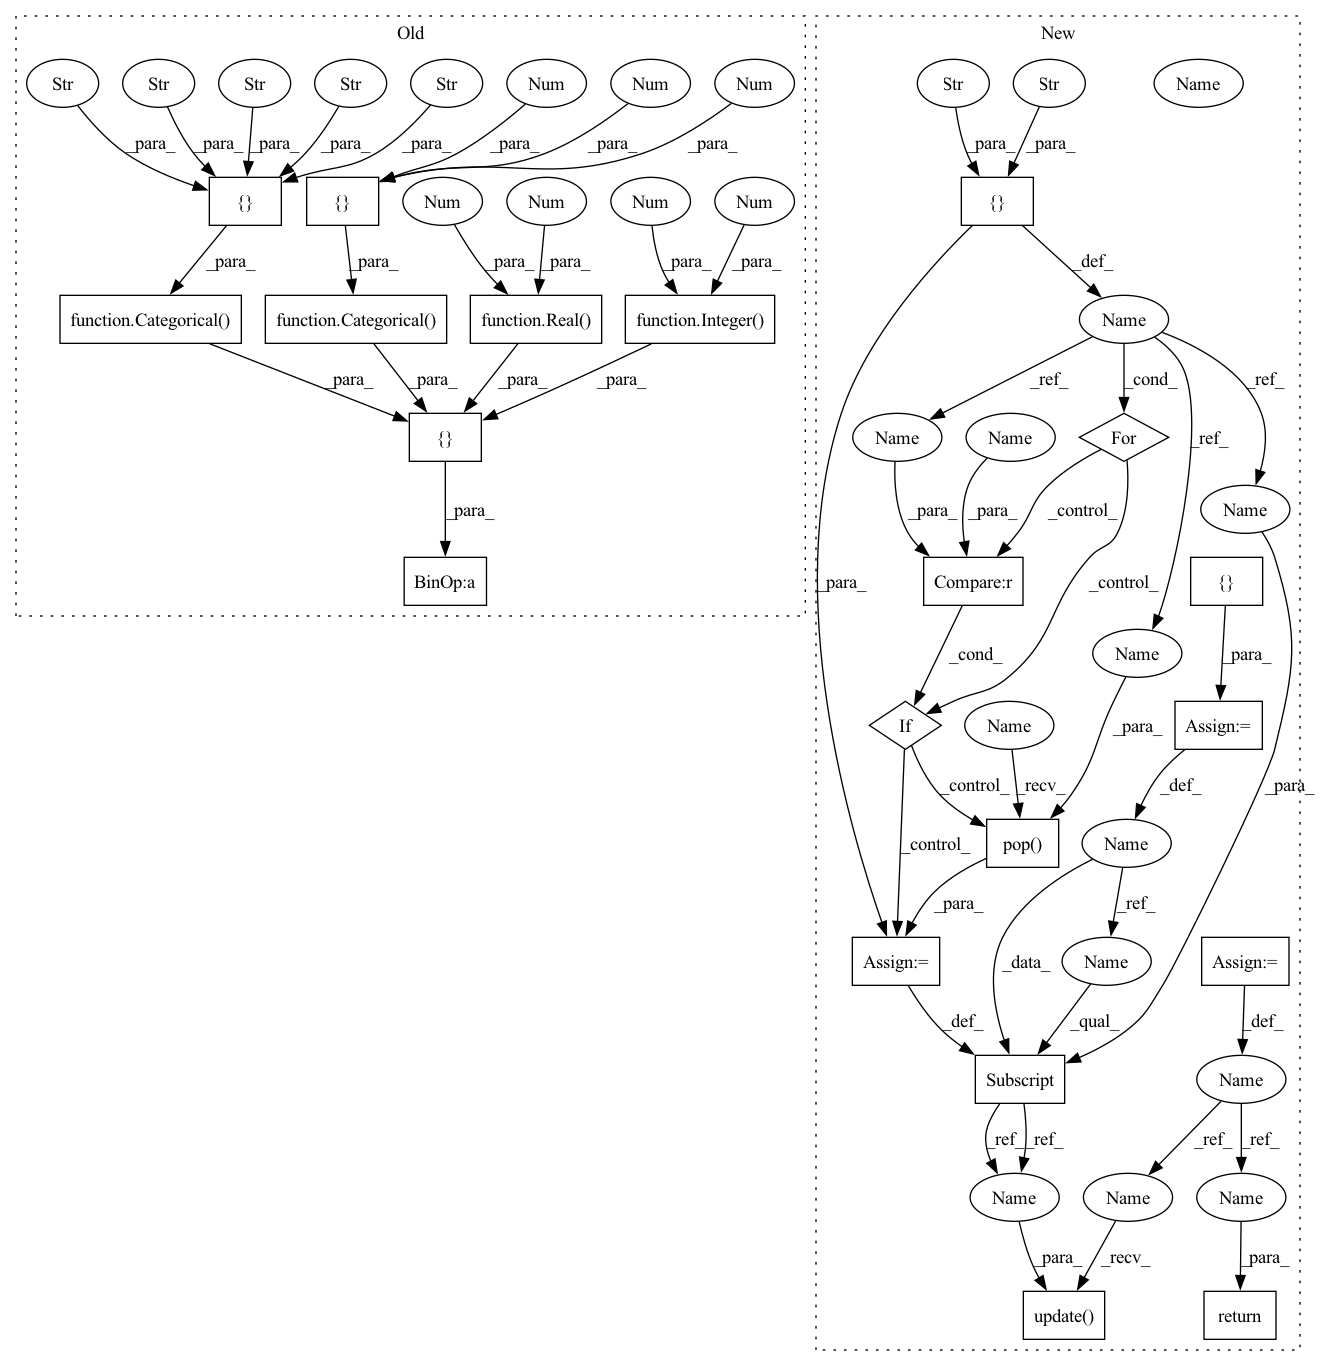 Old
New
Str Str Str Str Str Num Num Num Str Str Name
_para_ _para_ _para_ _para_ _para_ _para_ _para_ _para_ _para_ _para_
{} {} Num Num Num Num {}
_para_ _para_ _para_ _para_ _para_ _para_ _def_
function.Categorical() function.Categorical() function.Real() function.Integer() Name
_para_ _para_ _para_ _para_ _ref_ _cond_ _ref_
{} Name Name For _ref_
_para_ _para_ _para_ _control_ Name
BinOp:a _para_ Compare:r _control_ {}
_cond_ Name _para_
If Name _para_ Assign:=
_control_ _recv_ _def_ _para_
_control_ pop() Name
_para_ _ref_
Assign:= _data_ Name Assign:=
_def_ _qual_ _def_
Subscript Name
_ref_ _ref_ _ref_ _ref_
Name Name Name
_para_ _recv_ _para_
update() return